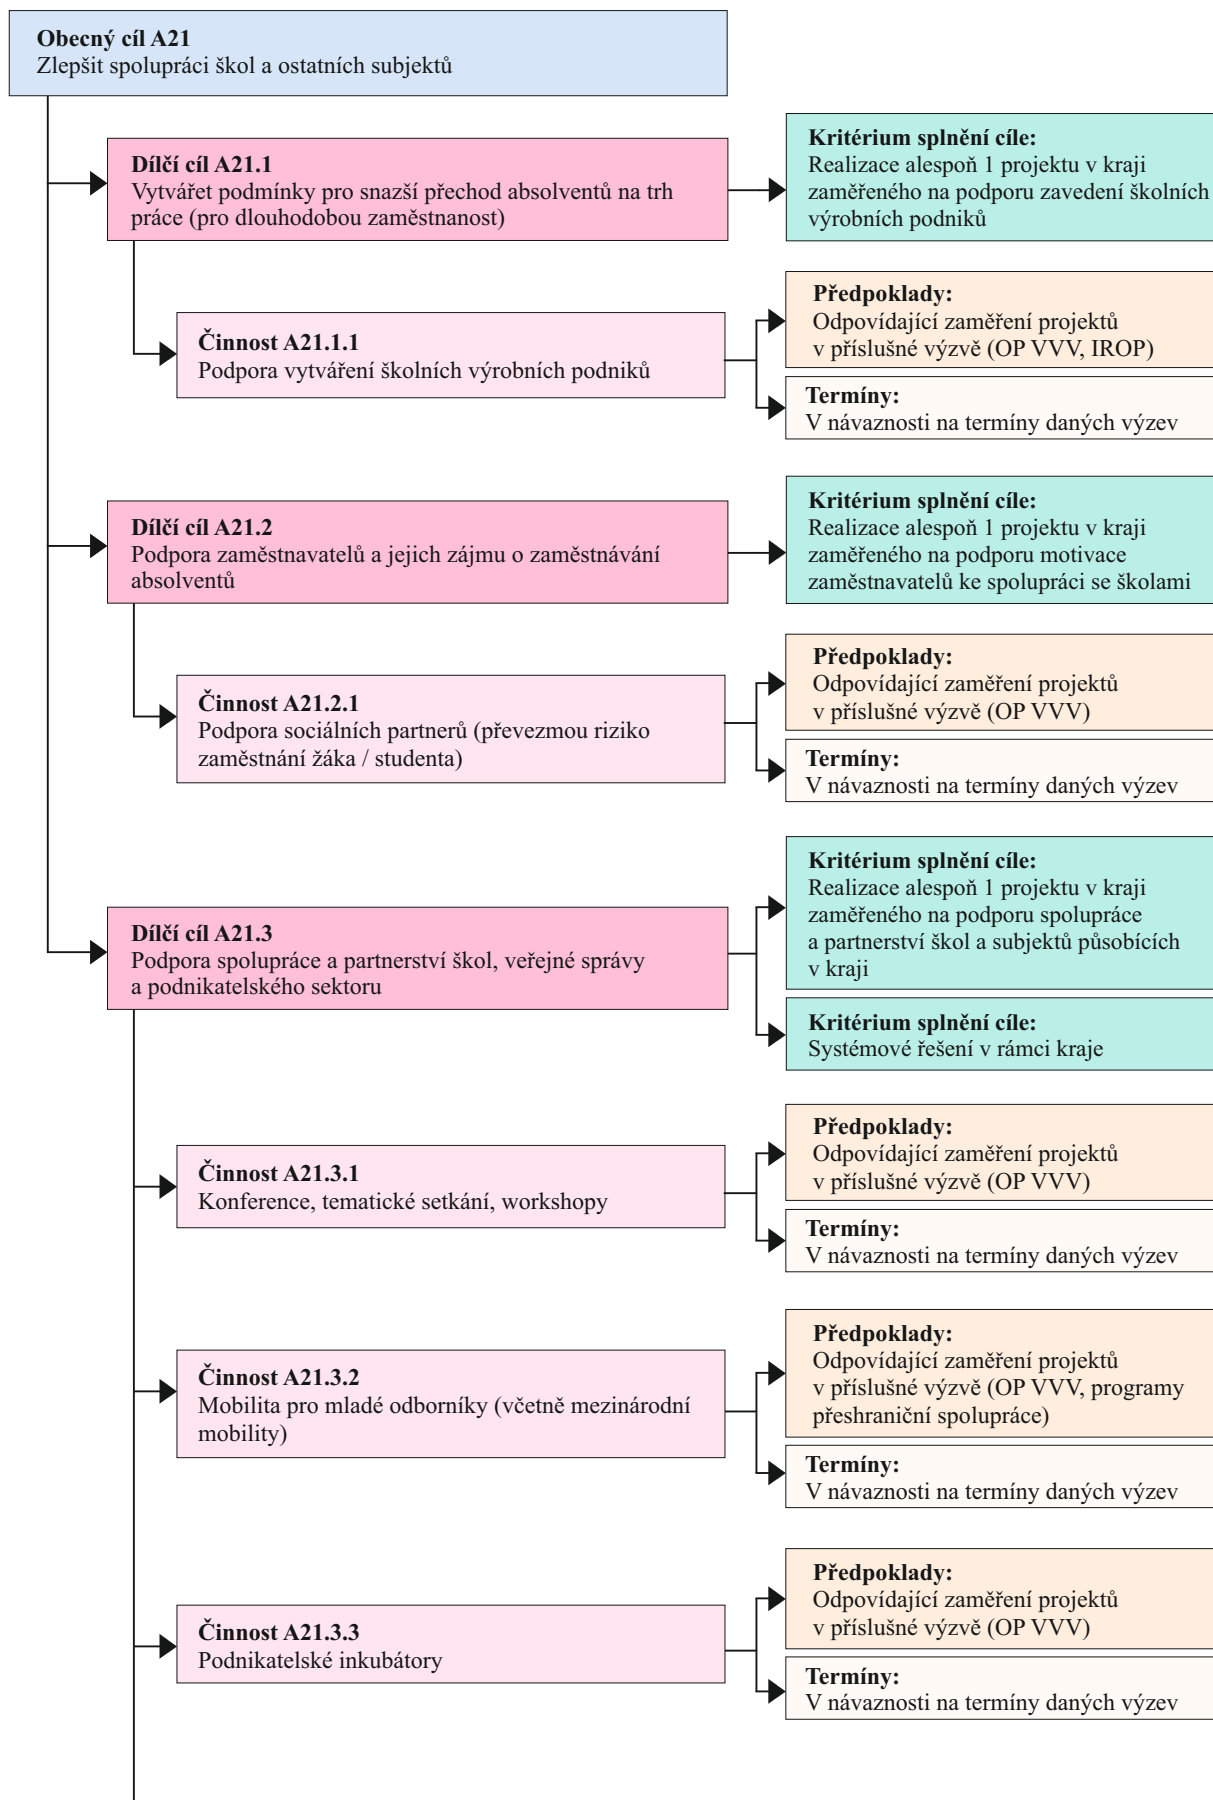 Obecný cíl A21
Zlepšit spolupráci škol a ostatních subjektů
Dílčí cíl A21.1
Vytvářet podmínky pro snazší přechod absolventů na trh
práce (pro dlouhodobou zaměstnanost)
Kritérium splnění cíle:
Realizace alespoň 1 projektu v kraji
zaměřeného na podporu zavedení školních
výrobních podniků
Činnost A21.1.1
Podpora vytváření školních výrobních podniků
Předpoklady:
Odpovídající zaměření projektů
v příslušné výzvě (OP VVV, IROP)
Termíny:
V návaznosti na termíny daných výzev
Dílčí cíl A21.2
Podpora zaměstnavatelů a jejich zájmu o zaměstnávání
absolventů
Kritérium splnění cíle:
Realizace alespoň 1 projektu v kraji
zaměřeného na podporu motivace
zaměstnavatelů ke spolupráci se školami
Činnost A21.2.1
Podpora sociálních partnerů (převezmou riziko
zaměstnání žáka / studenta)
Předpoklady:
Odpovídající zaměření projektů
v příslušné výzvě (OP VVV)
Termíny:
V návaznosti na termíny daných výzev
Dílčí cíl A21.3
Podpora spolupráce a partnerství škol, veřejné správy
a podnikatelského sektoru
Kritérium splnění cíle:
Realizace alespoň 1 projektu v kraji
zaměřeného na podporu spolupráce
a partnerství škol a subjektů působících
v kraji
Kritérium splnění cíle:
Systémové řešení v rámci kraje
Činnost A21.3.1
Konference, tematické setkání, workshopy
Předpoklady:
Odpovídající zaměření projektů
v příslušné výzvě (OP VVV)
Termíny:
V návaznosti na termíny daných výzev
Činnost A21.3.2
Mobilita pro mladé odborníky (včetně mezinárodní
mobility)
Předpoklady:
Odpovídající zaměření projektů
v příslušné výzvě (OP VVV, programy
přeshraniční spolupráce)
Termíny:
V návaznosti na termíny daných výzev
Činnost A21.3.3
Podnikatelské inkubátory
Předpoklady:
Odpovídající zaměření projektů
v příslušné výzvě (OP VVV)
Termíny:
V návaznosti na termíny daných výzev